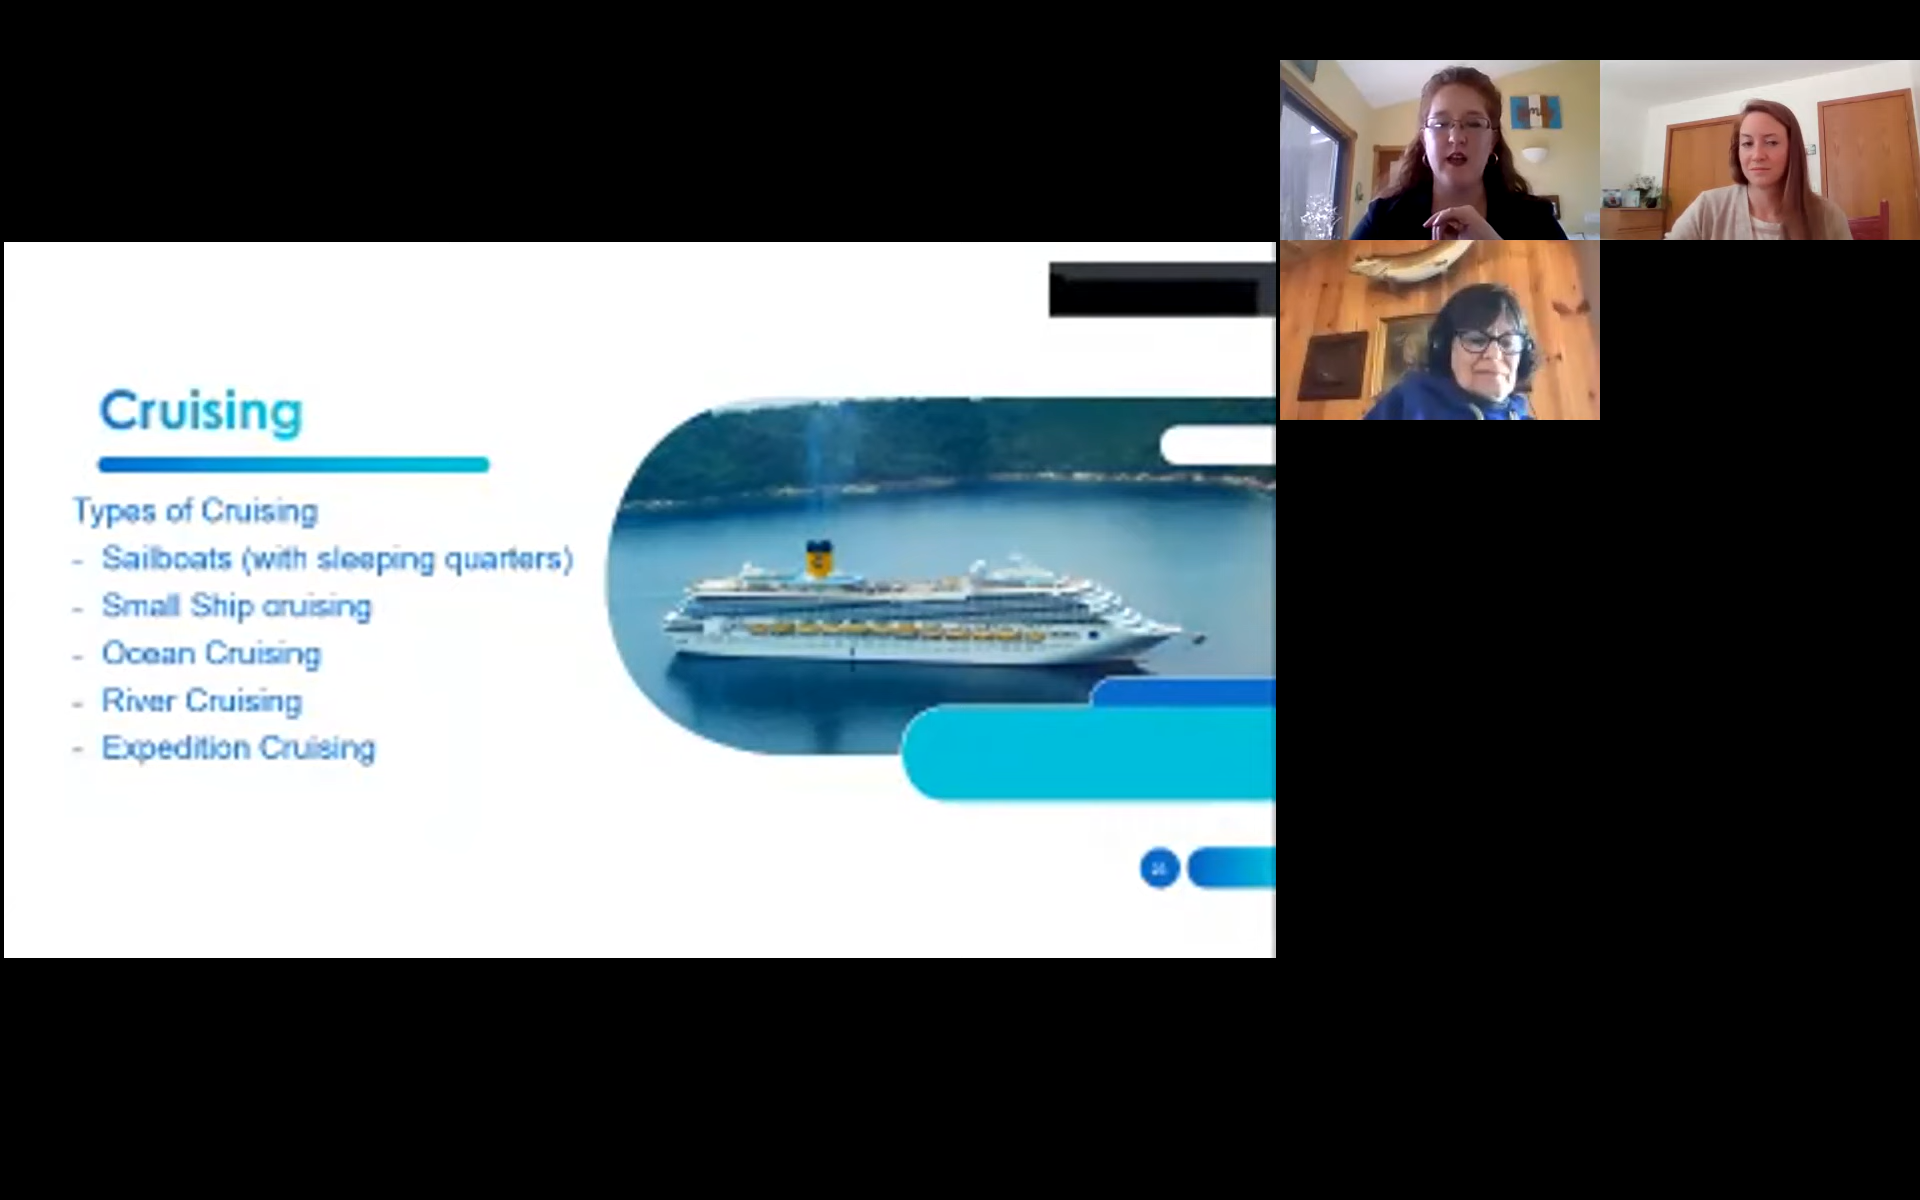 Cruising
Types of Cruising
- Sailboats (with sleeping quarters)
- Small Ship cruising
- Ocean Cruising
- River Cruising
- Expedition Cruising